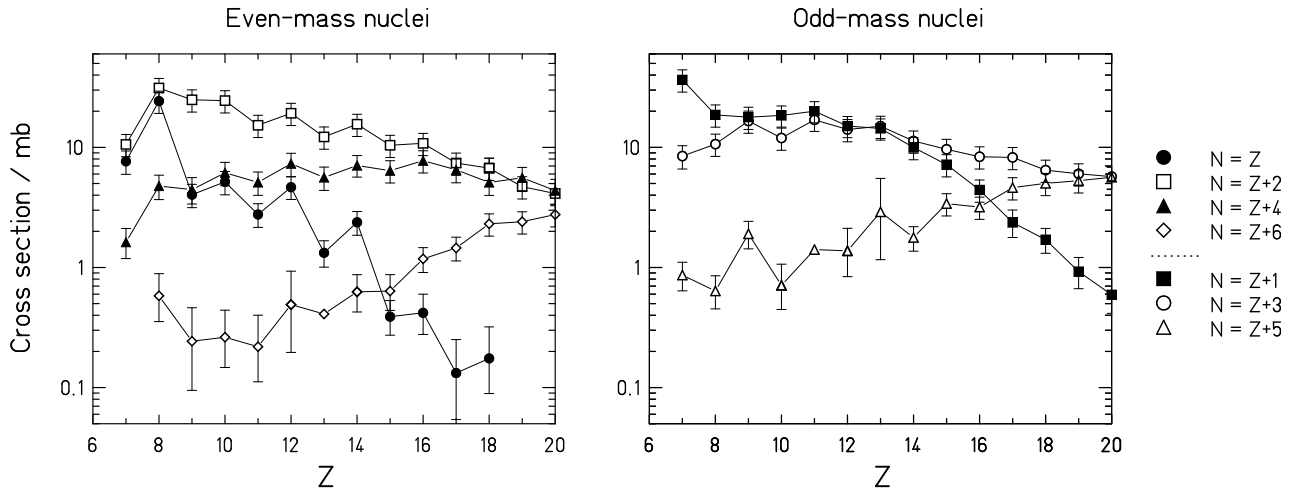 Even-mass nuclei
Odd-mass nuclei
Cross section / mb
10
1
0.1
6 8 10 12 14 16 18 20
Z
10
1
0.1
6 8 10 12 14 16 18 20
Z
N = Z
N = Z+2
N = Z+4
N = Z+6
N = Z+1
N = Z+3
N = Z+5